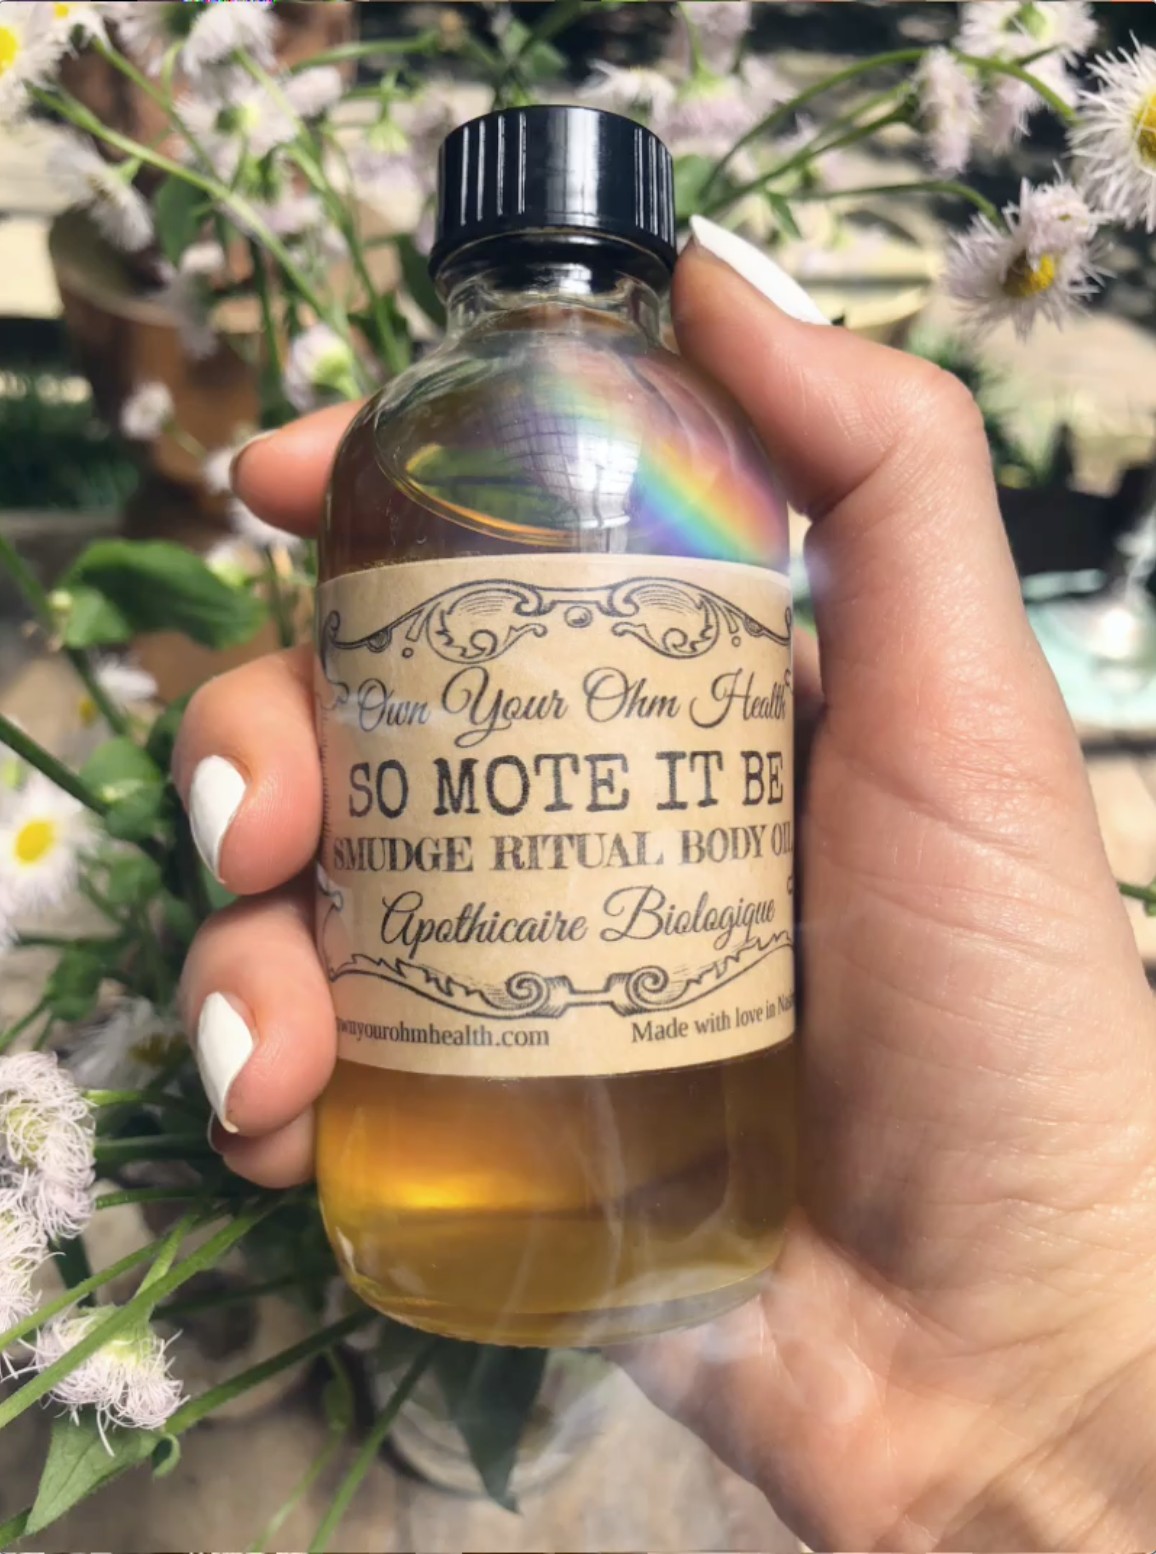 Own Your Ohm Health
SO MOTE IT BE
SMUDGE RITUAL BODY OIL
Apothicaire Biologique
wnyourohmhealth.com
Made with love in